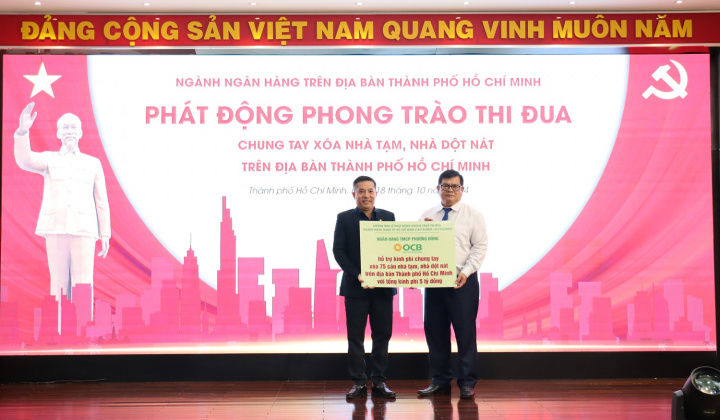 ĐẢNG CỘNG SẢN VIỆT NAM QUANG VINH MUÔN NĂM
NGÀNH NGÂN HÀNG TRÊN ĐỊA BÀN THÀNH PHỐ HỒ CHÍ MINH
PHÁT ĐỘNG PHONG TRÀO THI ĐUA
CHUNG TAY XÓA NHÀ TẠM, NHÀ DỘT NÁT
TRÊN ĐỊA BÀN THÀNH PHỐ HỒ CHÍ MINH
Thành phố Hồ Chí Minh, 18 tháng 10 4
NGÂN HÀNG TMCP PHƯƠNG ĐÔNG
OCB
hỗ trợ kinh phí chung tay
xóa 75 căn nhà tạm, nhà dột nát
trên địa bàn Thành phố Hồ Chí Minh
với tổng kinh phí 5 tỷ đồng